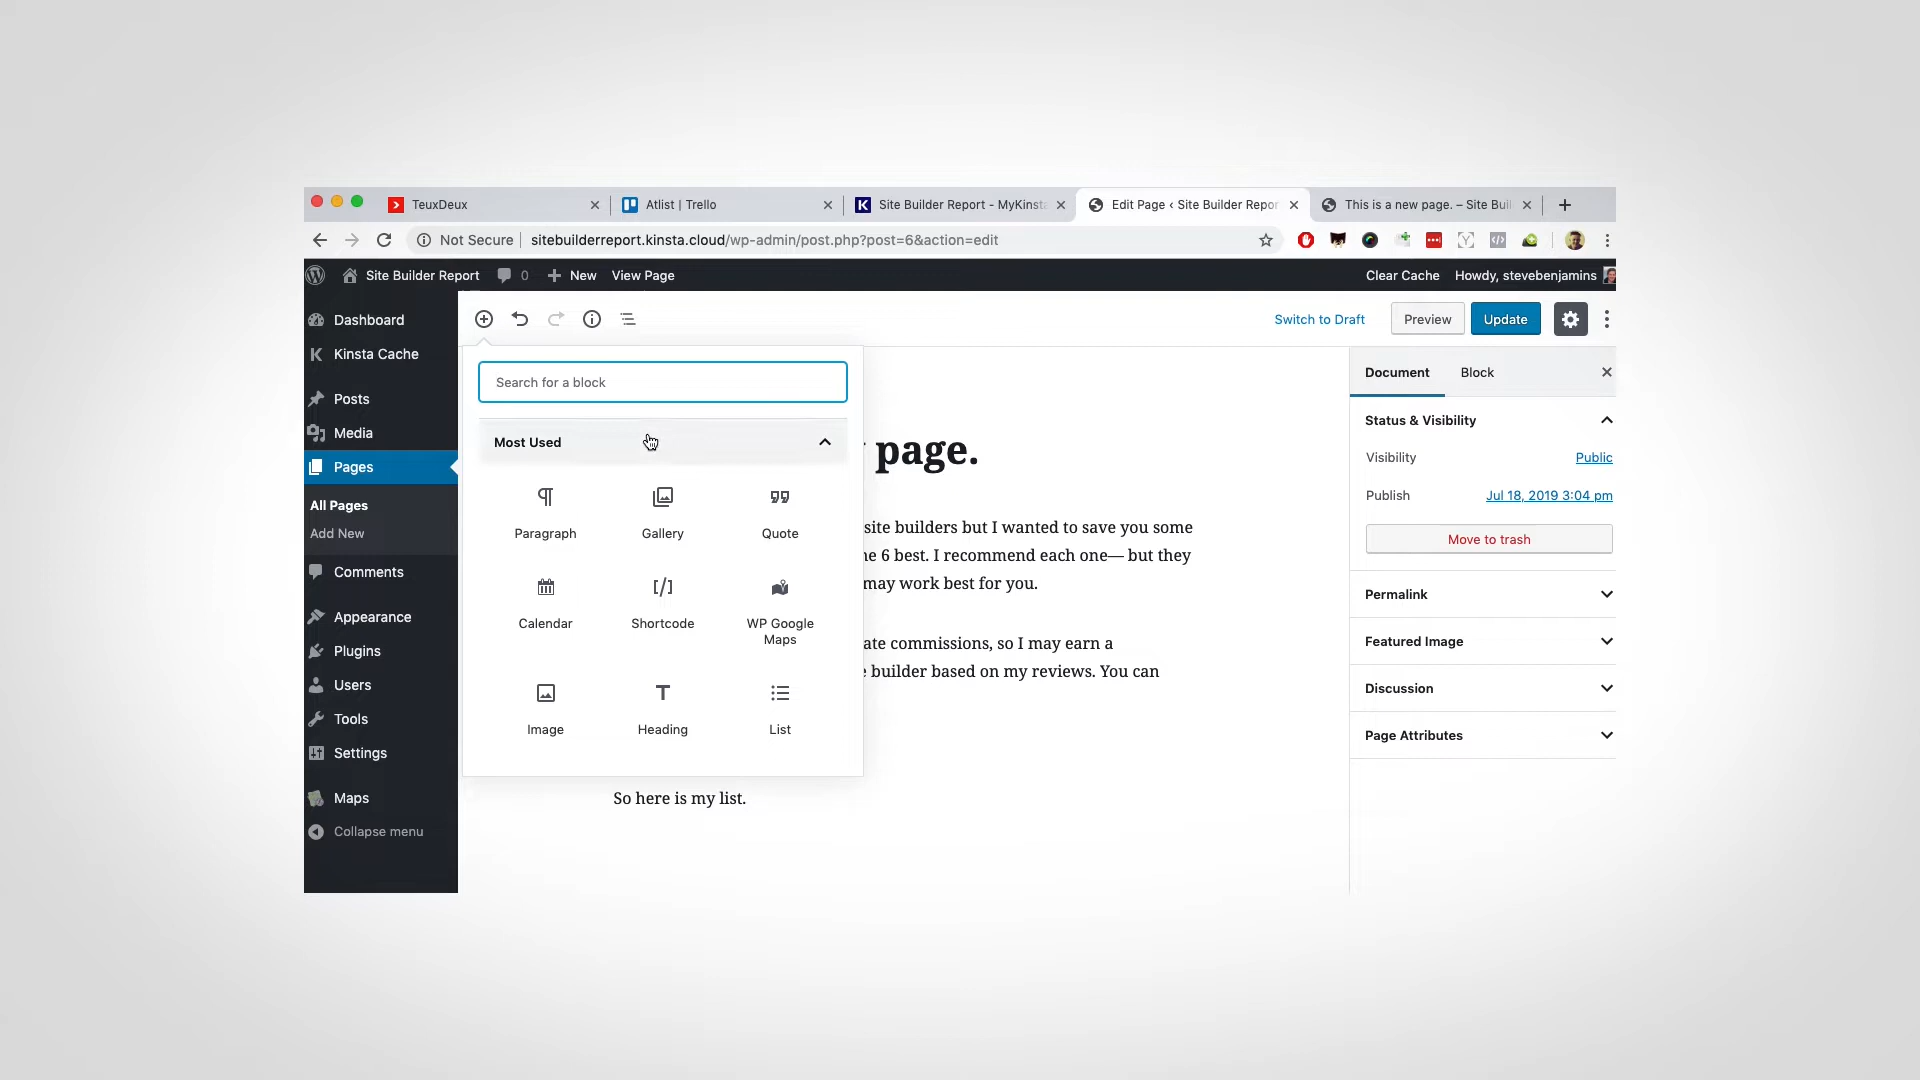 TeuxDeux
Atlist | Trello
Site Builder Report - MyKinsta
Edit Page ‹ Site Builder Repor
This is a new page. – Site Buil
Not Secure
sitebuilderreport.kinsta.cloud/wp-admin/post.php?post=6&action=edit
Site Builder Report
0
New
View Page
Clear Cache
Howdy, stevebenjamins
Dashboard
Kinsta Cache
Posts
Media
Pages
All Pages
Add New
Comments
Appearance
Plugins
Users
Tools
Settings
Maps
Collapse menu
Switch to Draft
Preview
Update
Search for a block
Most Used
Paragraph
Gallery
Quote
Calendar
[/]
Shortcode
WP Google
Maps
Image
Heading
List
page.
site builders but I wanted to save you some
6 best. I recommend each one— but they
may work best for you.
commissions, so I may earn a
builder based on my reviews. You can
So here is my list.
Document
Block
Status & Visibility
Visibility
Public
Publish
Jul 18, 2019 3:04 pm
Move to trash
Permalink
Featured Image
Discussion
Page Attributes